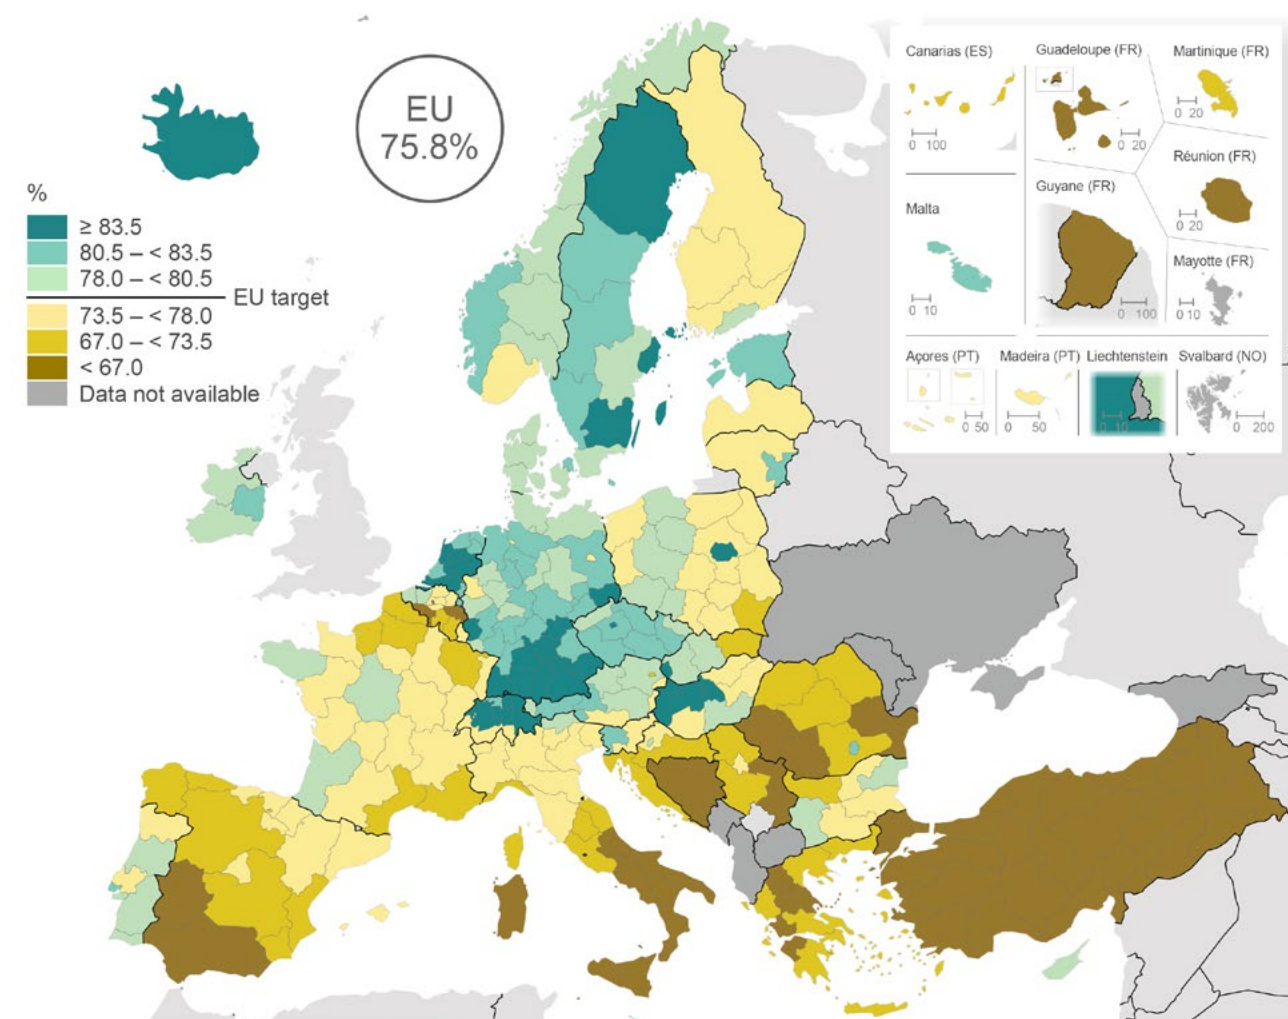 EU
75.8%
%
≥ 83.5
80.5 – < 83.5
78.0 – < 80.5
EU target
73.5 – < 78.0
67.0 – < 73.5
< 67.0
Data not available
Canarias (ES)
0 100
Guadeloupe (FR)
0 20
Martinique (FR)
0 20
Réunion (FR)
0 20
Malta
0 10
Guyane (FR)
0 100
Mayotte (FR)
0 10
Açores (PT)
0 50
Madeira (PT)
0 50
Liechtenstein
0 10
Svalbard (NO)
0 200